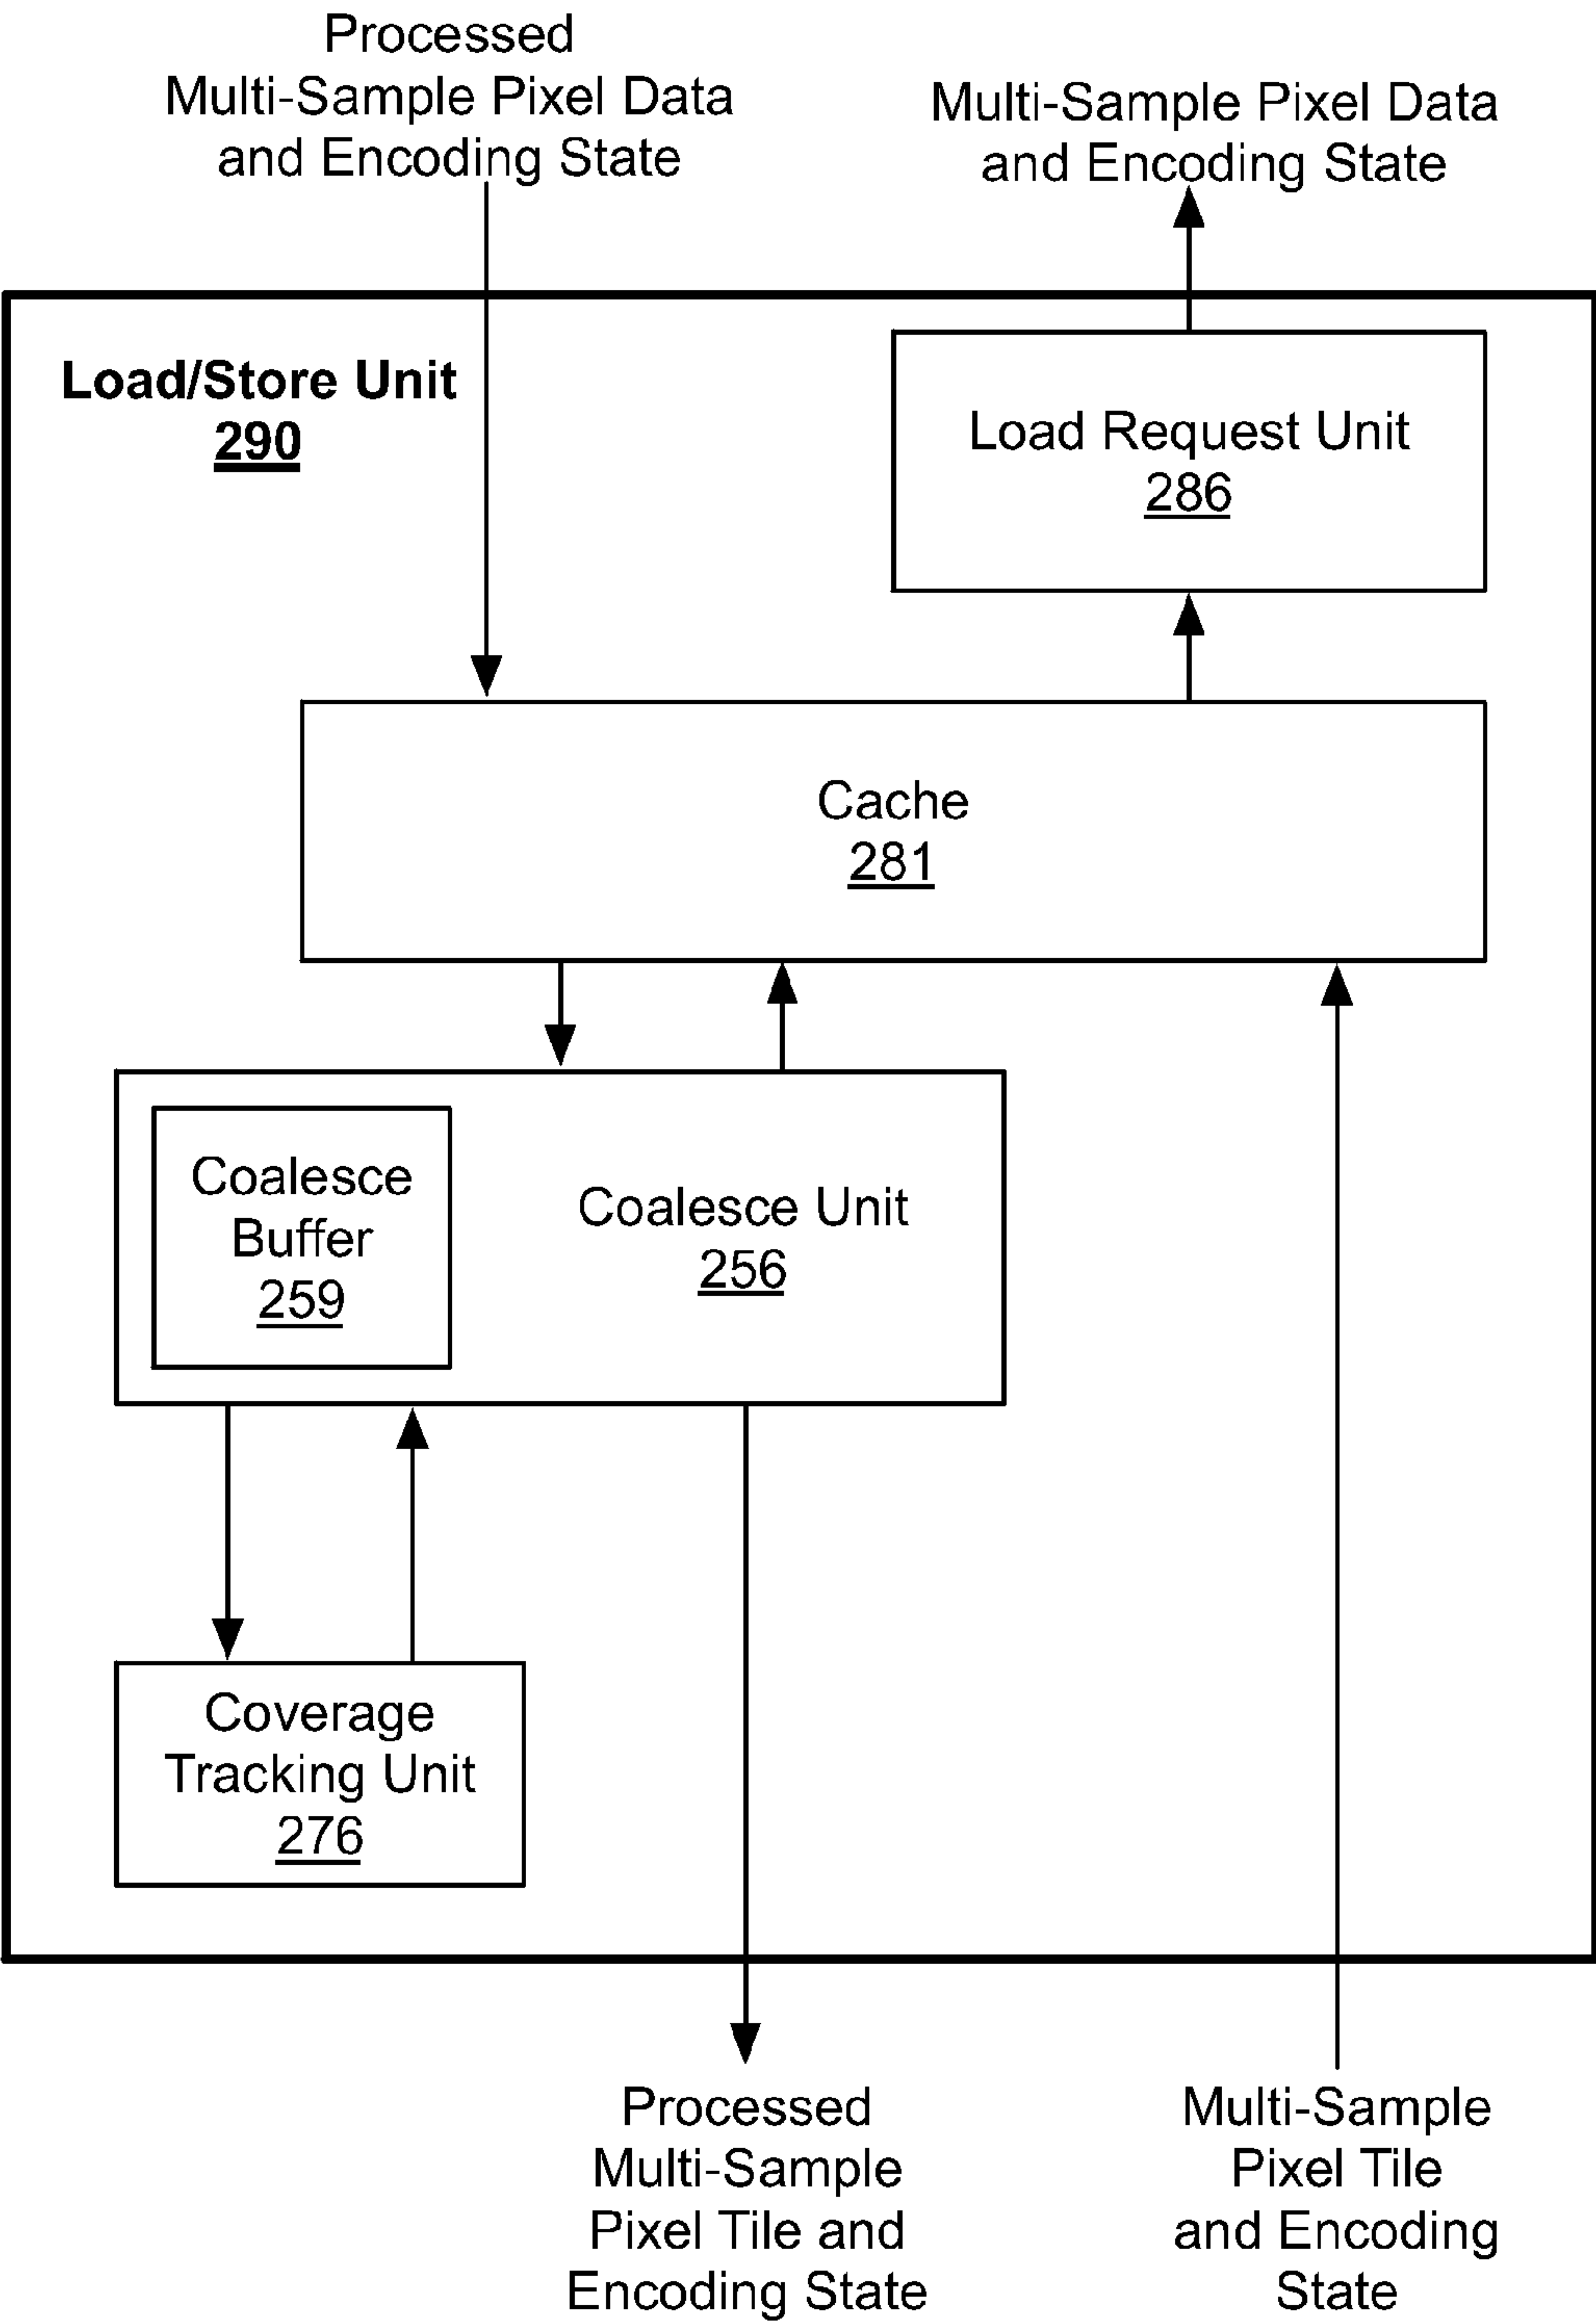 Processed
Multi-Sample Pixel Data
and Encoding State
Multi-Sample Pixel Data
and Encoding State
Load/Store Unit
290
Load Request Unit
286
Cache
281
Coalesce
Buffer
259
Coalesce Unit
256
Coverage
Tracking Unit
276
Processed
Multi-Sample
Pixel Tile and
Encoding State
Multi-Sample
Pixel Tile
and Encoding
State